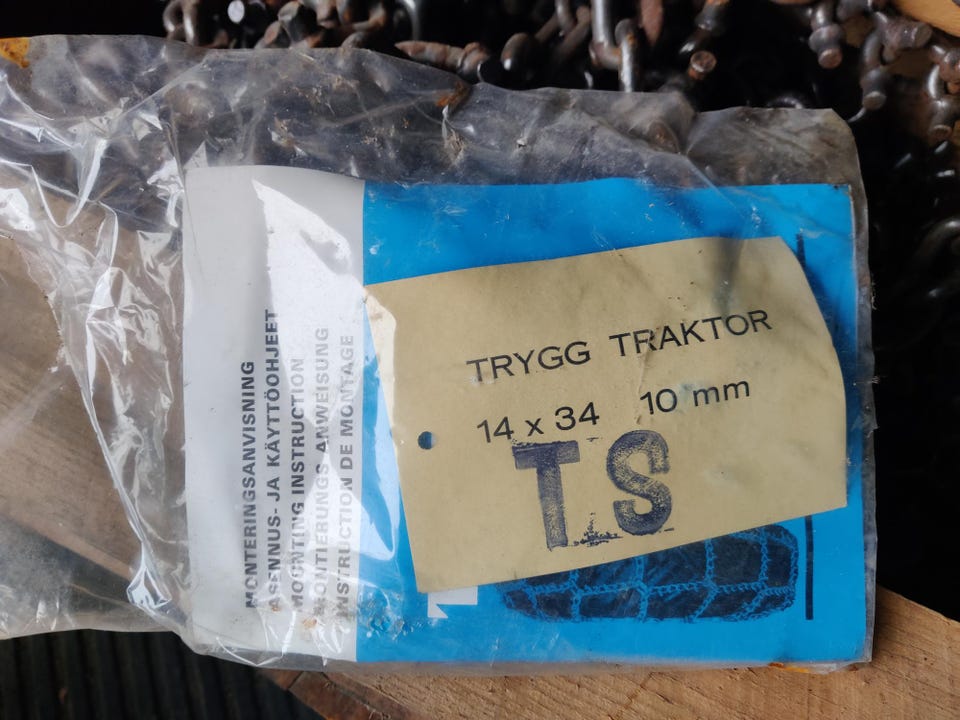 MONTERINGSANVISNING
ASENNUS- JA KÄYTTÖOHJEET
MOUNTING INSTRUCTION
MONTIERUNGS ANWEISUNG
INSTRUCTION DE MONTAGE
TRYGG TRAKTOR
14 x 34 10 mm
TS